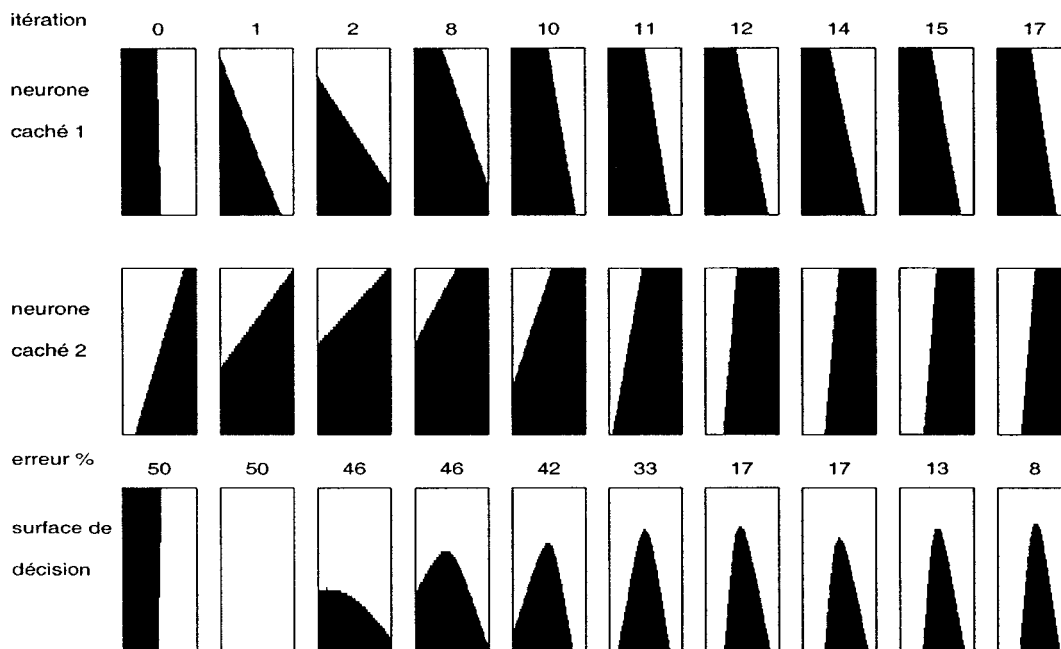 itération
0 1 2 8 10 11 12 14 15 17
neurone
caché 1
neurone
caché 2
erreur %
50 50 46 46 42 33 17 17 13 8
surface de
décision